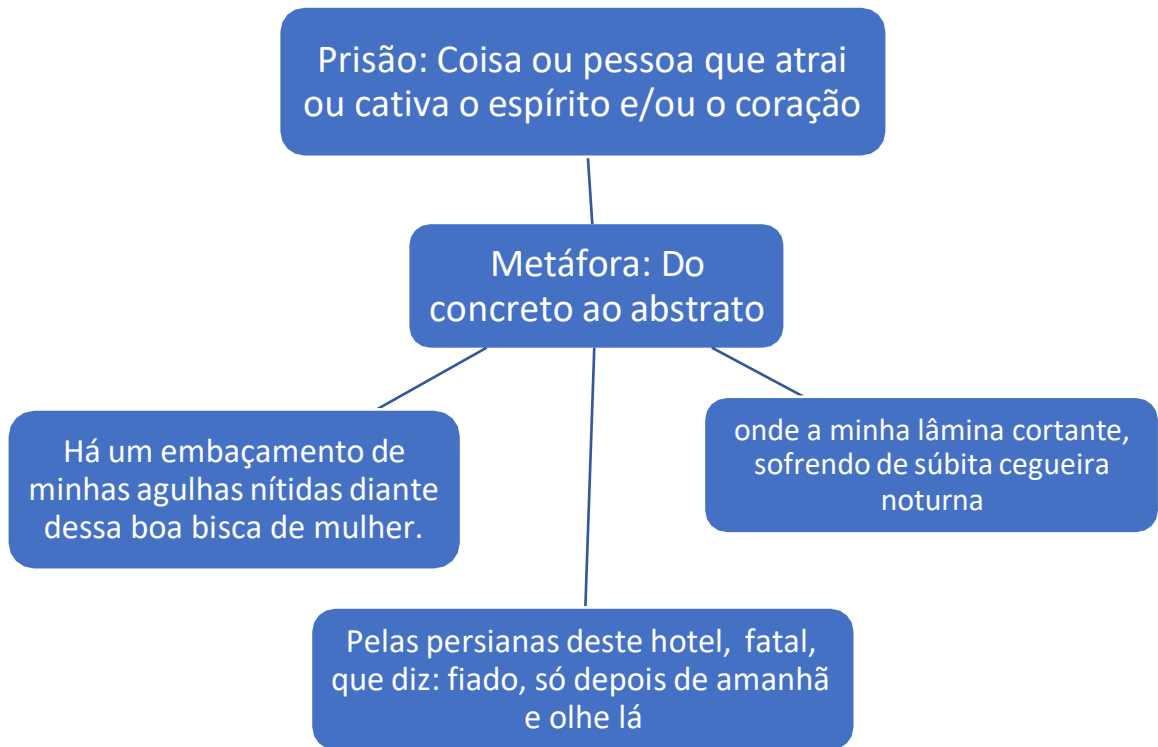 Prisão: Coisa ou pessoa que atrai
ou cativa o espírito e/ou o coração
Metáfora: Do
concreto ao abstrato
Há um embaçamento de
minhas agulhas nítidas diante
dessa boa bisca de mulher.
onde a minha lâmina cortante,
sofrendo de súbita cegueira
noturna
Pelas persianas deste hotel, fatal,
que diz: fiado, só depois de amanhã
e olhe lá